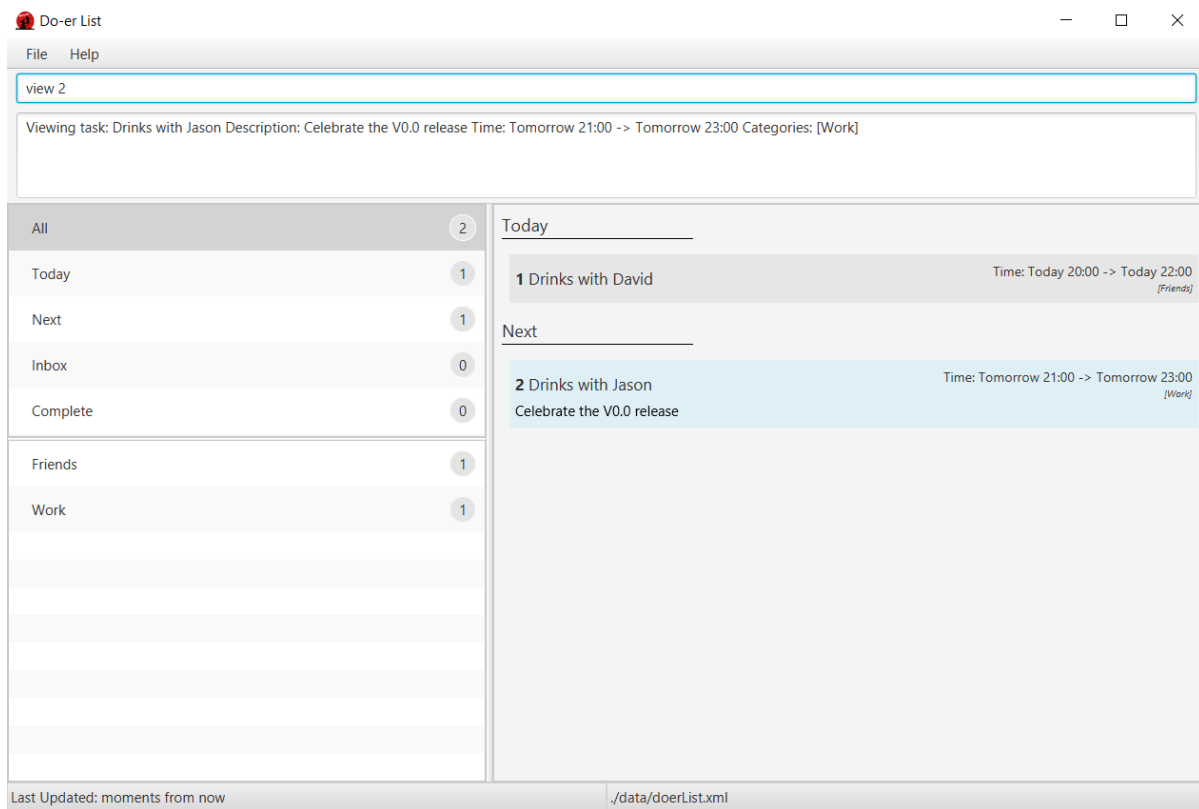 Do-er List
File Help
view 2
Viewing task: Drinks with Jason Description: Celebrate the V0.0 release Time: Tomorrow 21:00 -> Tomorrow 23:00 Categories: [Work]
All 2
Today 1
Next 1
Inbox 0
Complete 0
Friends 1
Work 1
Today
1 Drinks with David Time: Today 20:00 -> Today 22:00
[Friends]
Next
2 Drinks with Jason Time: Tomorrow 21:00 -> Tomorrow 23:00
[Work]
Celebrate the V0.0 release
Last Updated: moments from now ./data/doerList.xml